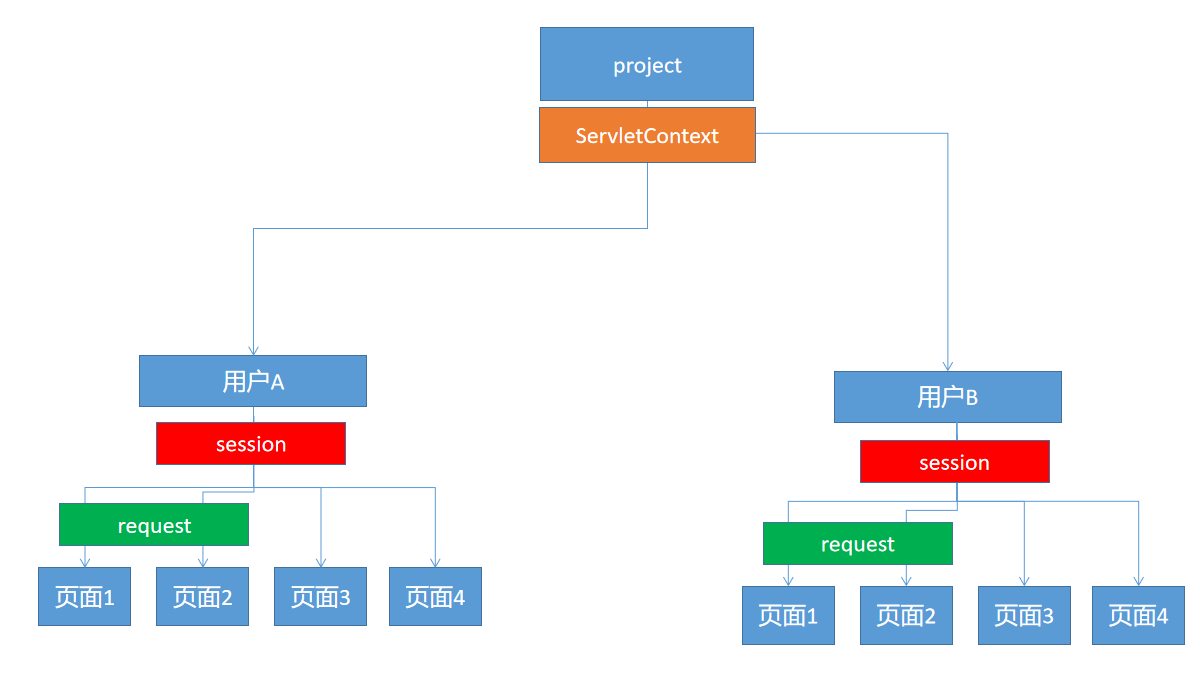 project
ServletContext
用户A
用户B
session
session
request
request
页面1
页面2
页面3
页面4
页面1
页面2
页面3
页面4